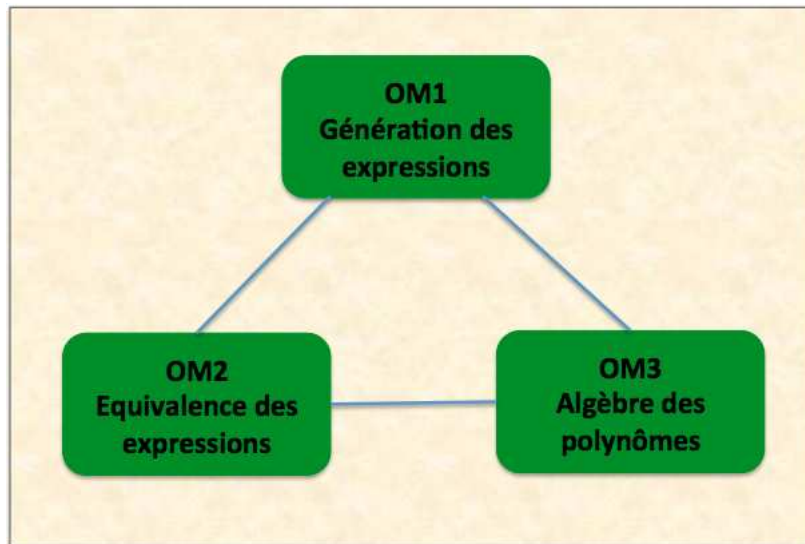 OM1
Génération des
expressions
OM2
Equivalence des
expressions
OM3
Algèbre des
polynômes